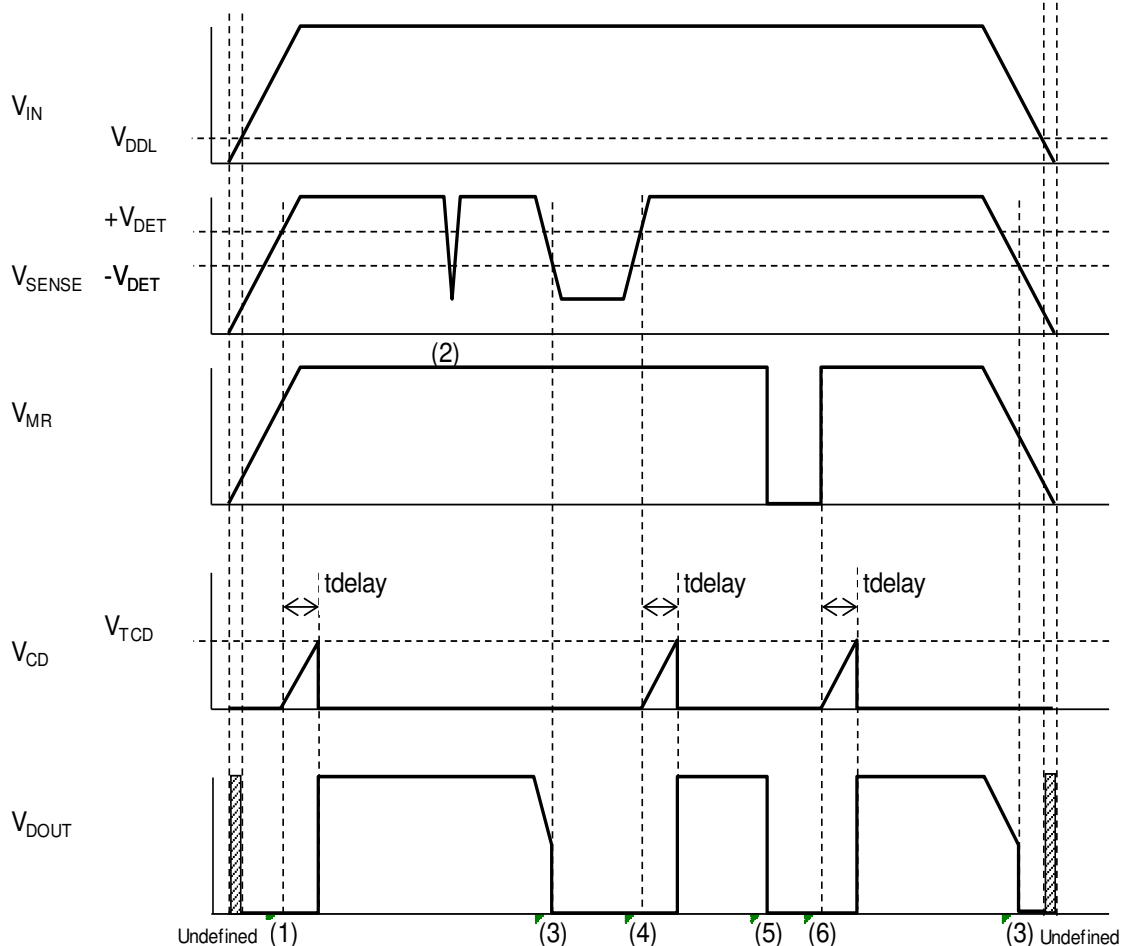 VIN
VDDL
+VDET
VSENSE -VDET
(2)
VMR
tdelay tdelay tdelay
VTCD
VCD
VDOUT
Undefined (1) (3) (4) (5) (6) (3) Undefined